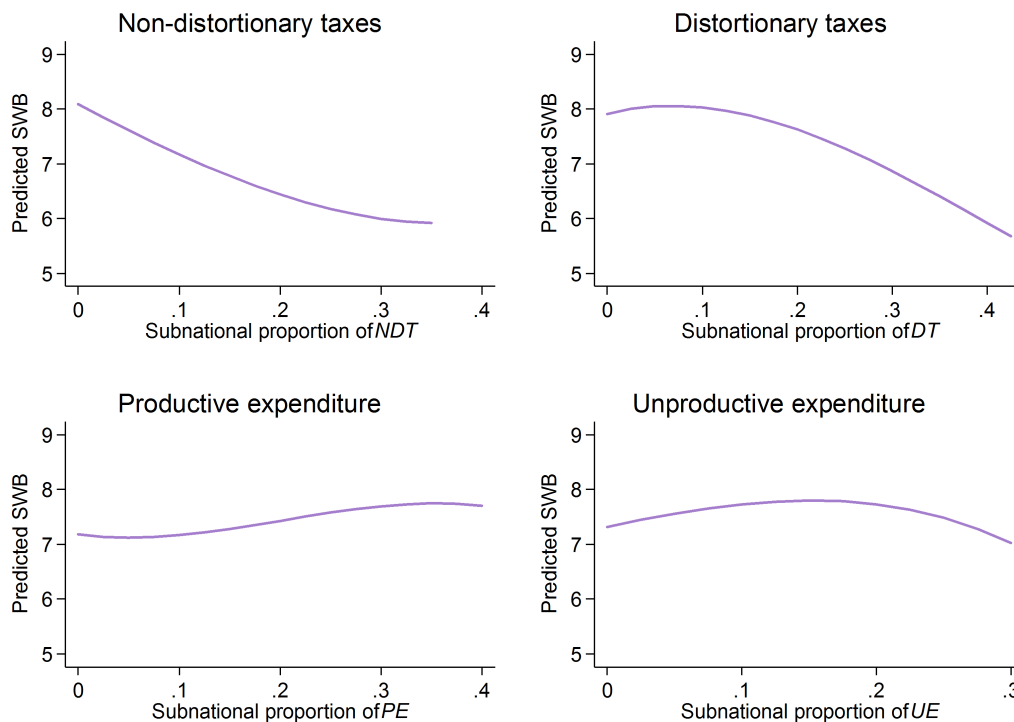 Non-distortionary taxes
Predicted SWB
9
8
7
6
5
0 .1 .2 .3 .4
Subnational proportion of NDT
Distortionary taxes
Predicted SWB
9
8
7
6
5
0 .1 .2 .3 .4
Subnational proportion of DT
Productive expenditure
Predicted SWB
9
8
7
6
5
0 .1 .2 .3 .4
Subnational proportion of PE
Unproductive expenditure
Predicted SWB
9
8
7
6
5
0 .1 .2 .3
Subnational proportion of UE